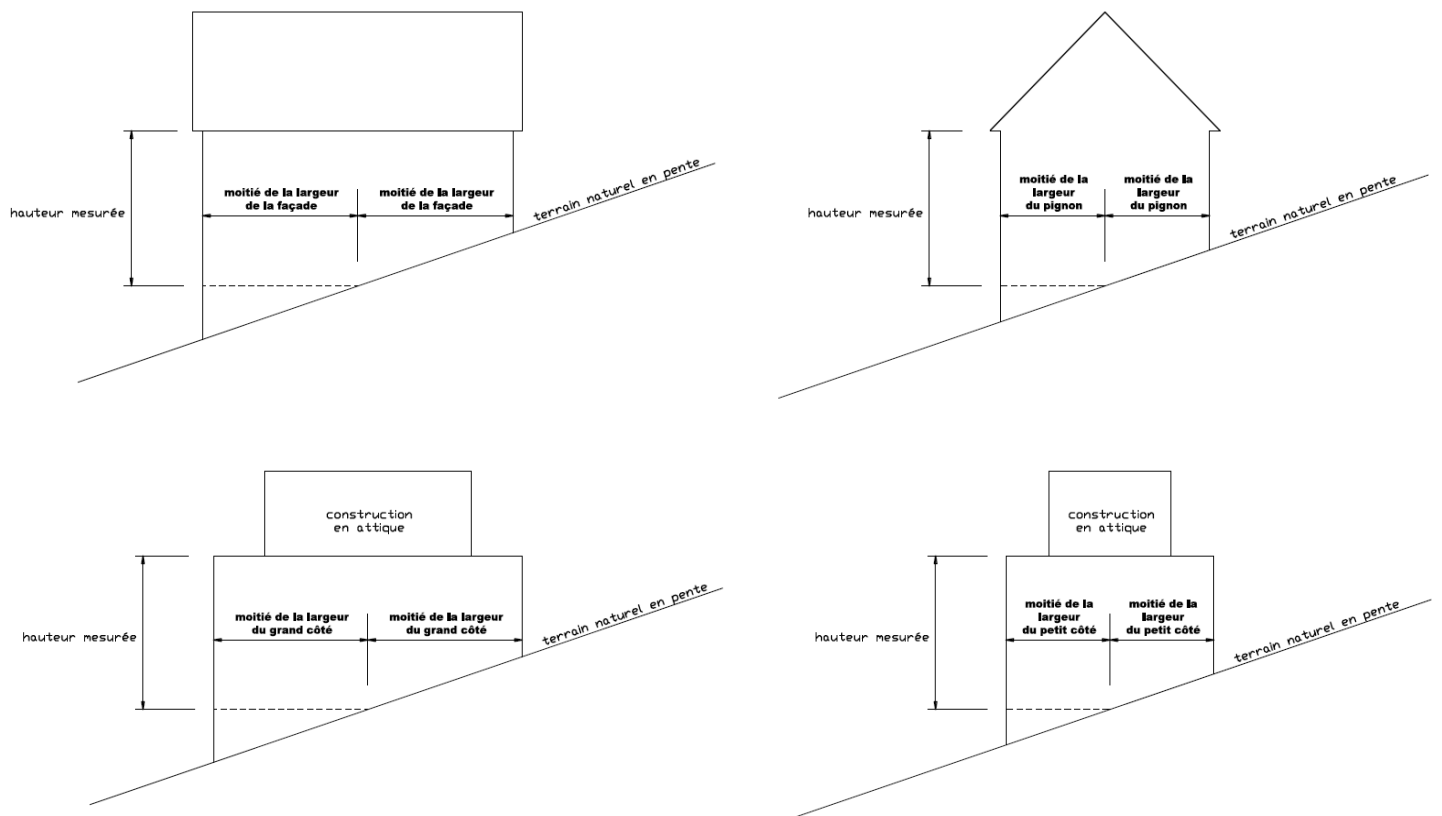 moitié de la largeur
de la façade
moitié de la largeur
de la façade
hauteur mesurée
terrain naturel en pente
moitié de la
largeur
du pignon
moitié de la
largeur
du pignon
hauteur mesurée
terrain naturel en pente
construction
en attique
moitié de la largeur
du grand côté
moitié de la largeur
du grand côté
hauteur mesurée
terrain naturel en pente
construction
en attique
moitié de la
largeur
du petit côté
moitié de la
largeur
du petit côté
hauteur mesurée
terrain naturel en pente